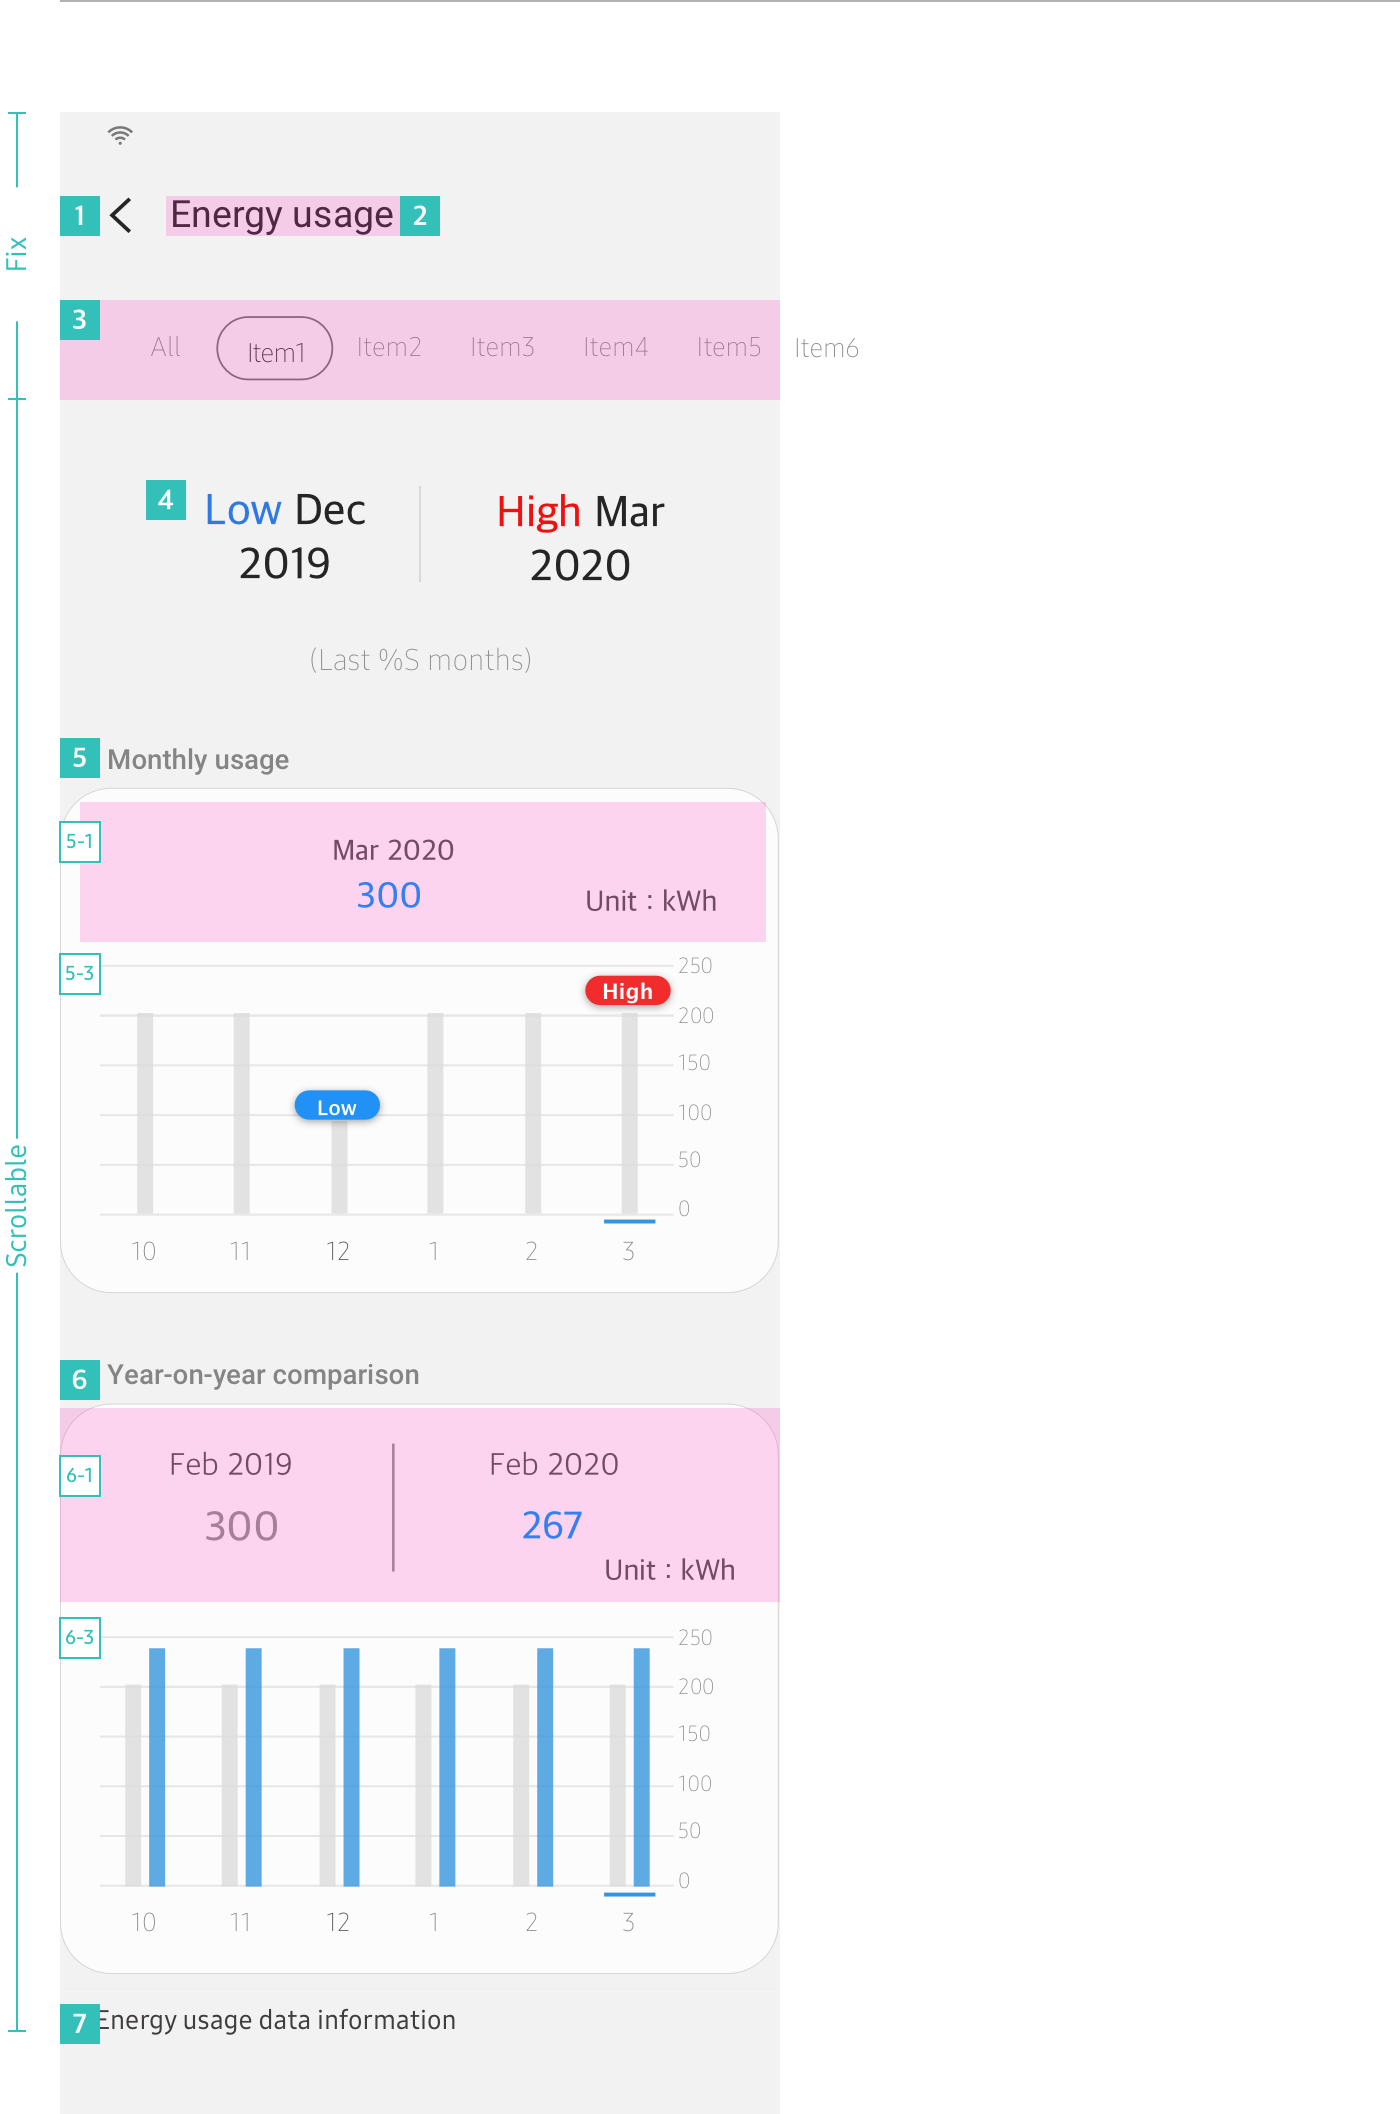 1
Energy usage
2
Fix
3
All Item1 Item2 Item3 Item4 Item5 Item6
4
Low Dec
2019
High Mar
2020
(Last %S months)
5
Monthly usage
5-1
Mar 2020
300
Unit : kWh
5-3
250
High
200
150
Low
100
50
0
10 11 12 1 2 3
Scrollable
6
Year-on-year comparison
6-1
Feb 2019
300
Feb 2020
267
Unit : kWh
6-3
250
200
150
100
50
0
10 11 12 1 2 3
7
Energy usage data information